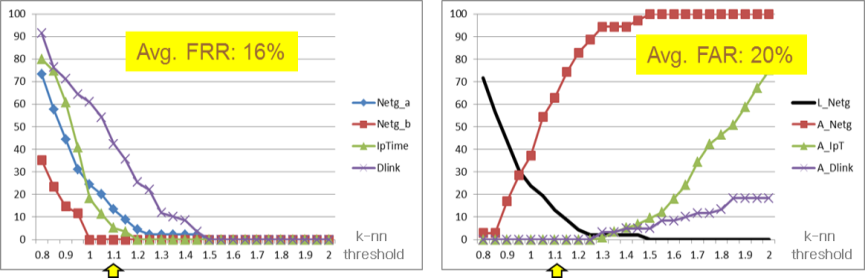 100
90
80
70
60
50
40
30
20
10
0
Avg. FRR: 16%
Netg_a
Netg_b
IpTime
Dlink
0.8 0.9 1 1.1 1.2 1.3 1.4 1.5 1.6 1.7 1.8 1.9 2
k-nn
threshold
100
90
80
70
60
50
40
30
20
10
0
Avg. FAR: 20%
L_Netg
A_Netg
A_IpT
A_Dlink
0.8 0.9 1 1.1 1.2 1.3 1.4 1.5 1.6 1.7 1.8 1.9 2
k-nn
threshold